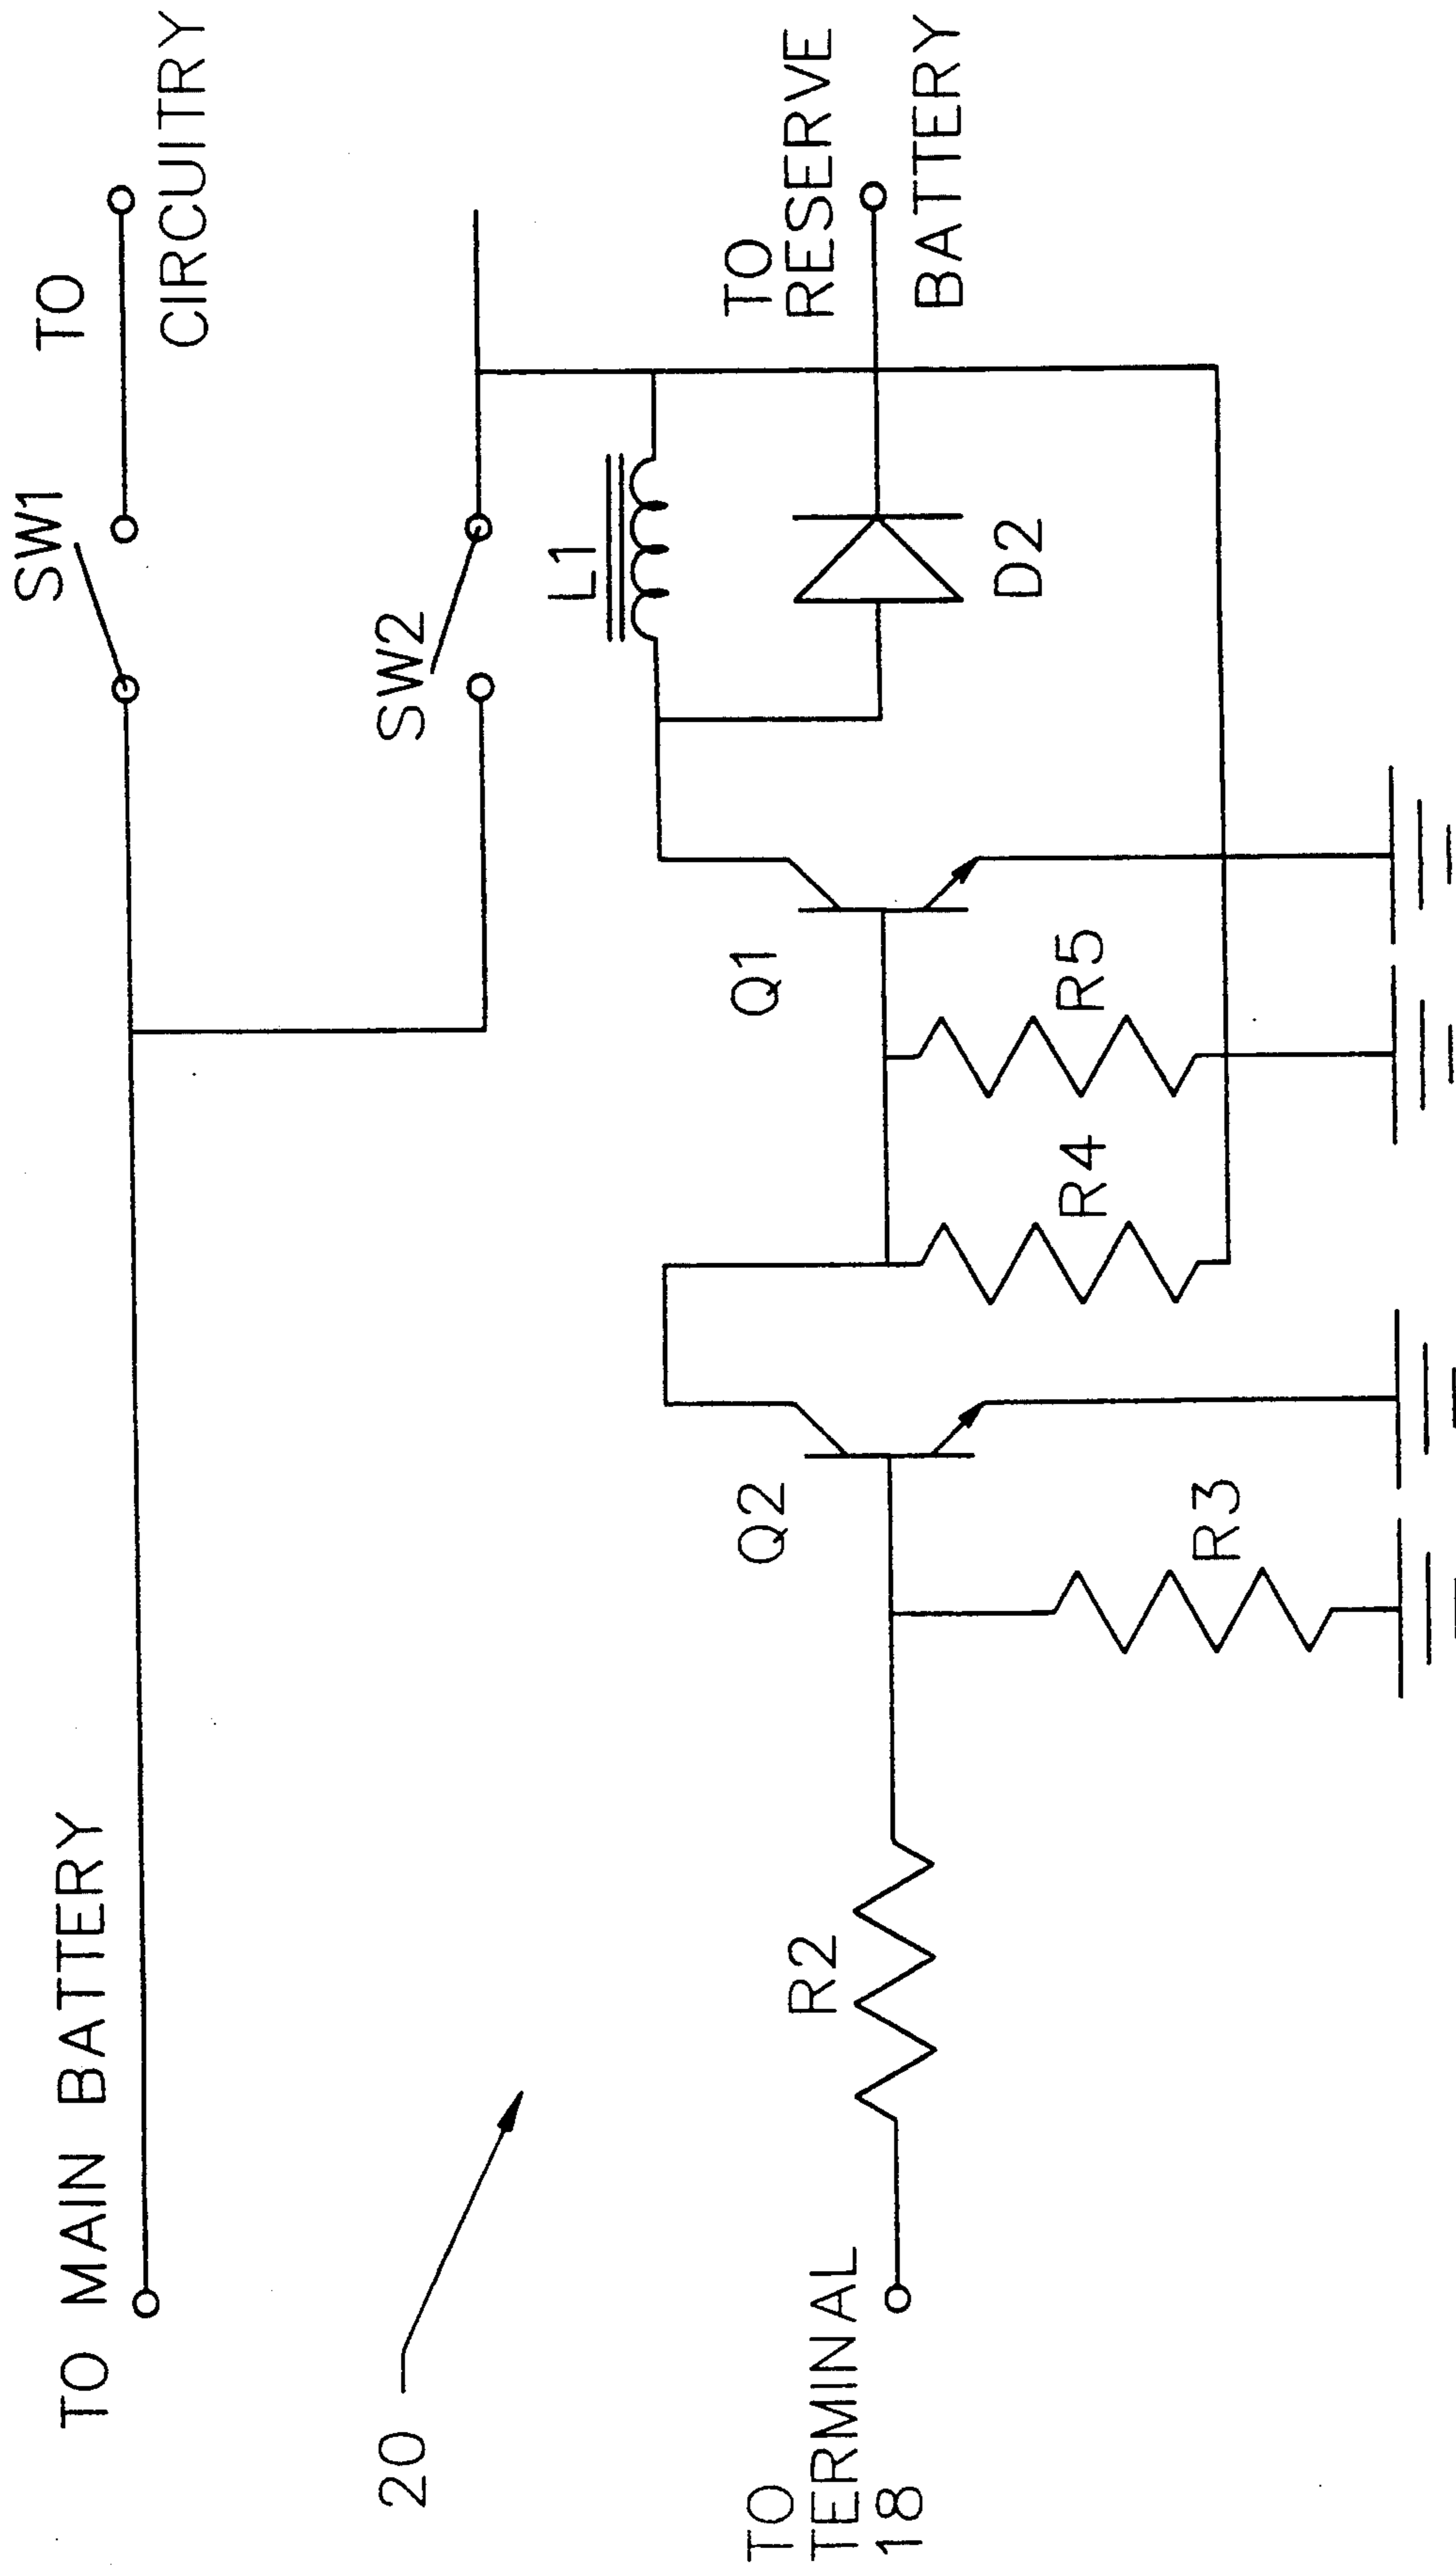 TO MAIN BATTERY
SW1
TO
CIRCUITRY
20
SW2
L1
TO
RESERVE
BATTERY
D2
TO
TERMINAL
18
R2
Q2
R3
Q1
R4
R5